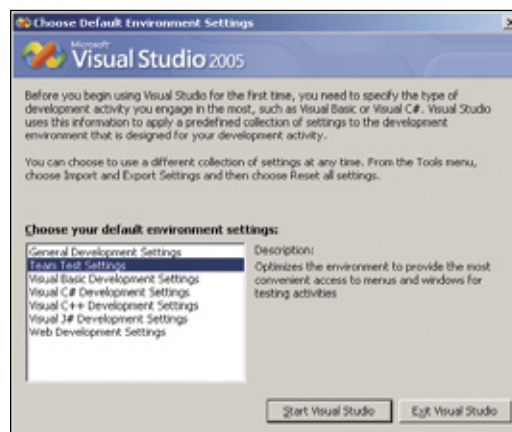 Choose Default Environment Settings
Microsoft
Visual Studio 2005
Before you begin using Visual Studio for the first time, you need to specify the type of
development activity you engage in the most, such as Visual Basic or Visual C#. Visual Studio
uses this information to apply a predefined collection of settings to the development
environment that is designed for your development activity.
You can choose to use a different collection of settings at any time. From the Tools menu,
choose Import and Export Settings and then choose Reset all settings.
Choose your default environment settings:
General Development Settings
Team Test Settings
Visual Basic Development Settings
Visual C# Development Settings
Visual C++ Development Settings
Visual J# Development Settings
Web Development Settings
Description:
Optimizes the environment to provide the most
convenient access to menus and windows for
testing activities
Start Visual Studio
Exit Visual Studio